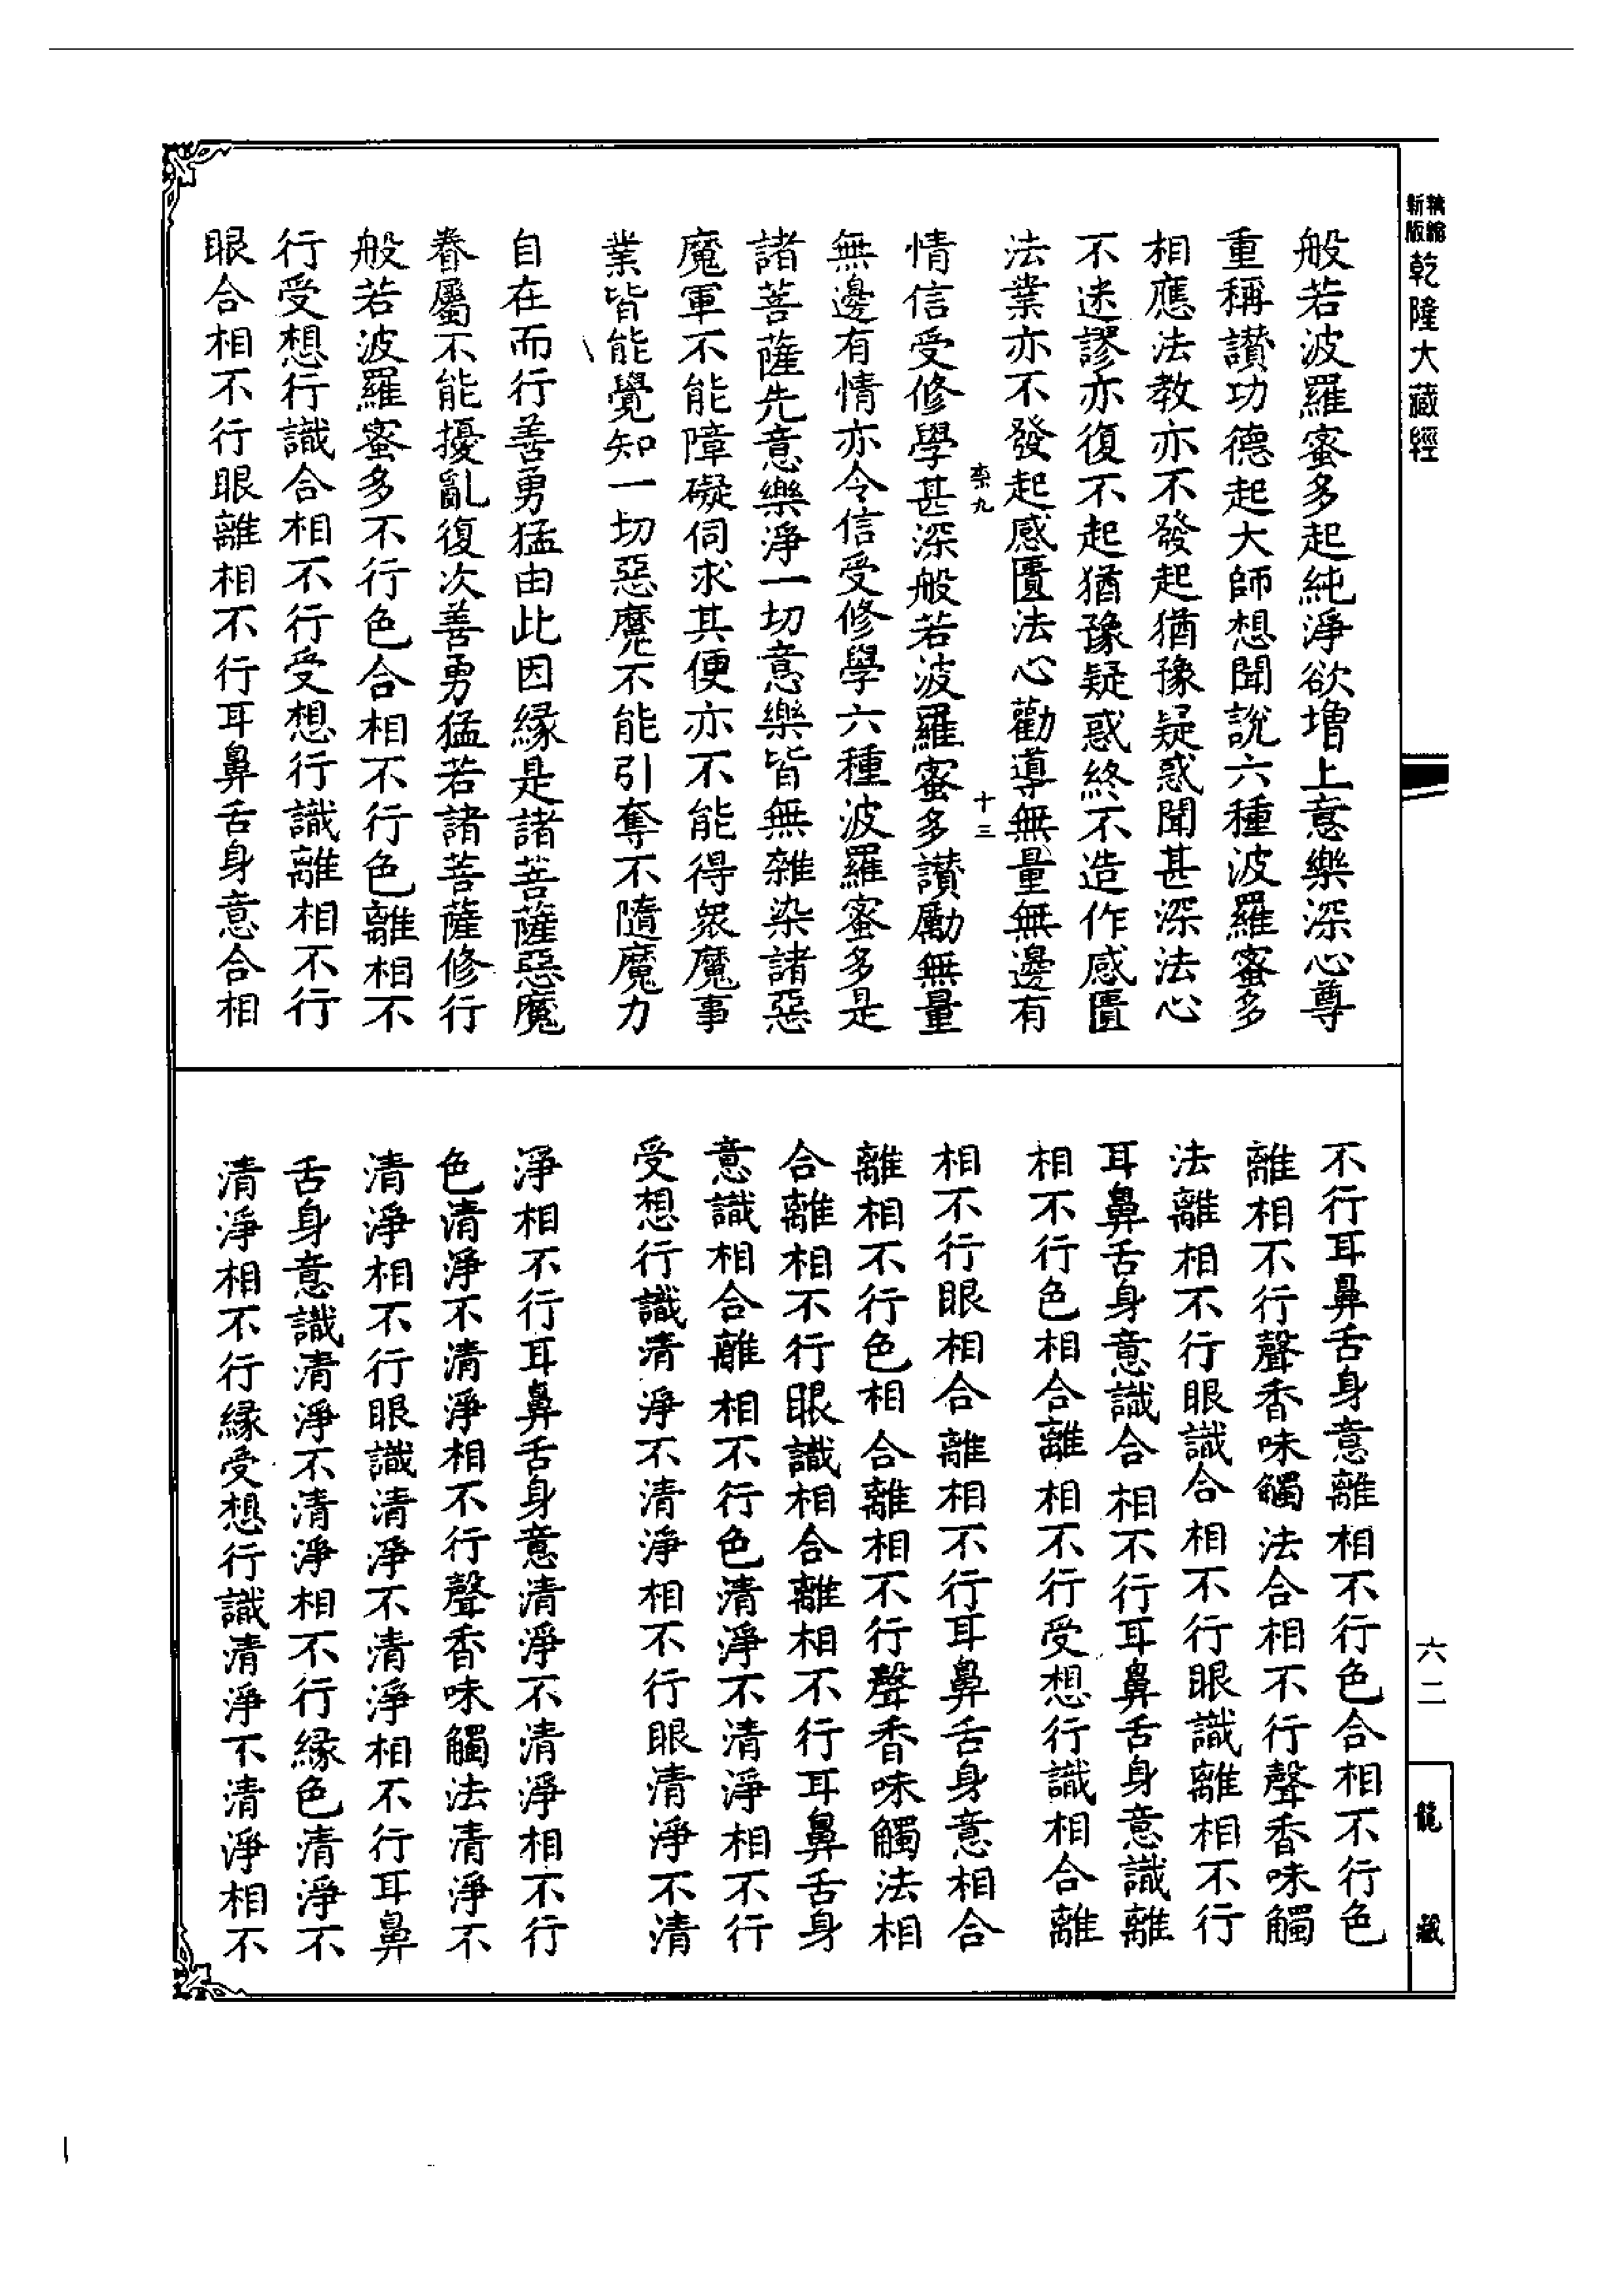 精縮新版乾隆大藏經
般若波羅蜜多起純淨欲增上意樂深心尊
重稱讚功德起大師想聞說六種波羅蜜多
相應法教亦不發起猶豫疑惑聞甚深法心
不迷謬亦復不起猶豫疑惑終不造作感匱
法業亦不發起感匱法心勸導無量無邊有
柰九 十三
情信受修學甚深般若波羅蜜多讚勵無量
無邊有情亦令信受修學六種波羅蜜多是
諸菩薩先意樂淨一切意樂皆無雜染諸惡
魔軍不能障礙伺求其便亦不能得眾魔事
業皆能覺知一切惡魔不能引奪不隨魔力
自在而行善勇猛由此因緣是諸菩薩惡魔
眷屬不能擾亂復次善勇猛若諸菩薩修行
般若波羅蜜多不行色合相不行色離相不
行受想行識合相不行受想行識離相不行
眼合相不行眼離相不行耳鼻舌身意合相
不行耳鼻舌身意離相不行色合相不行色
離相不行聲香味觸法合相不行聲香味觸
法離相不行眼識合相不行眼識離相不行
耳鼻舌身意識合相不行耳鼻舌身意識離
相不行色相合離相不行受想行識相合離
相不行眼相合離相不行耳鼻舌身意相合
離相不行色相合離相不行聲香味觸法相
合離相不行眼識相合離相不行耳鼻舌身
意識相合離相不行色清淨不清淨相不行
受想行識清淨不清淨相不行眼清淨不清
淨相不行耳鼻舌身意清淨不清淨相不行
色清淨不清淨相不行聲香味觸法清淨不
清淨相不行眼識清淨不清淨相不行耳鼻
舌身意識清淨不清淨相不行緣色清淨不
清淨相不行緣受想行識清淨不清淨相不
六二
龍藏